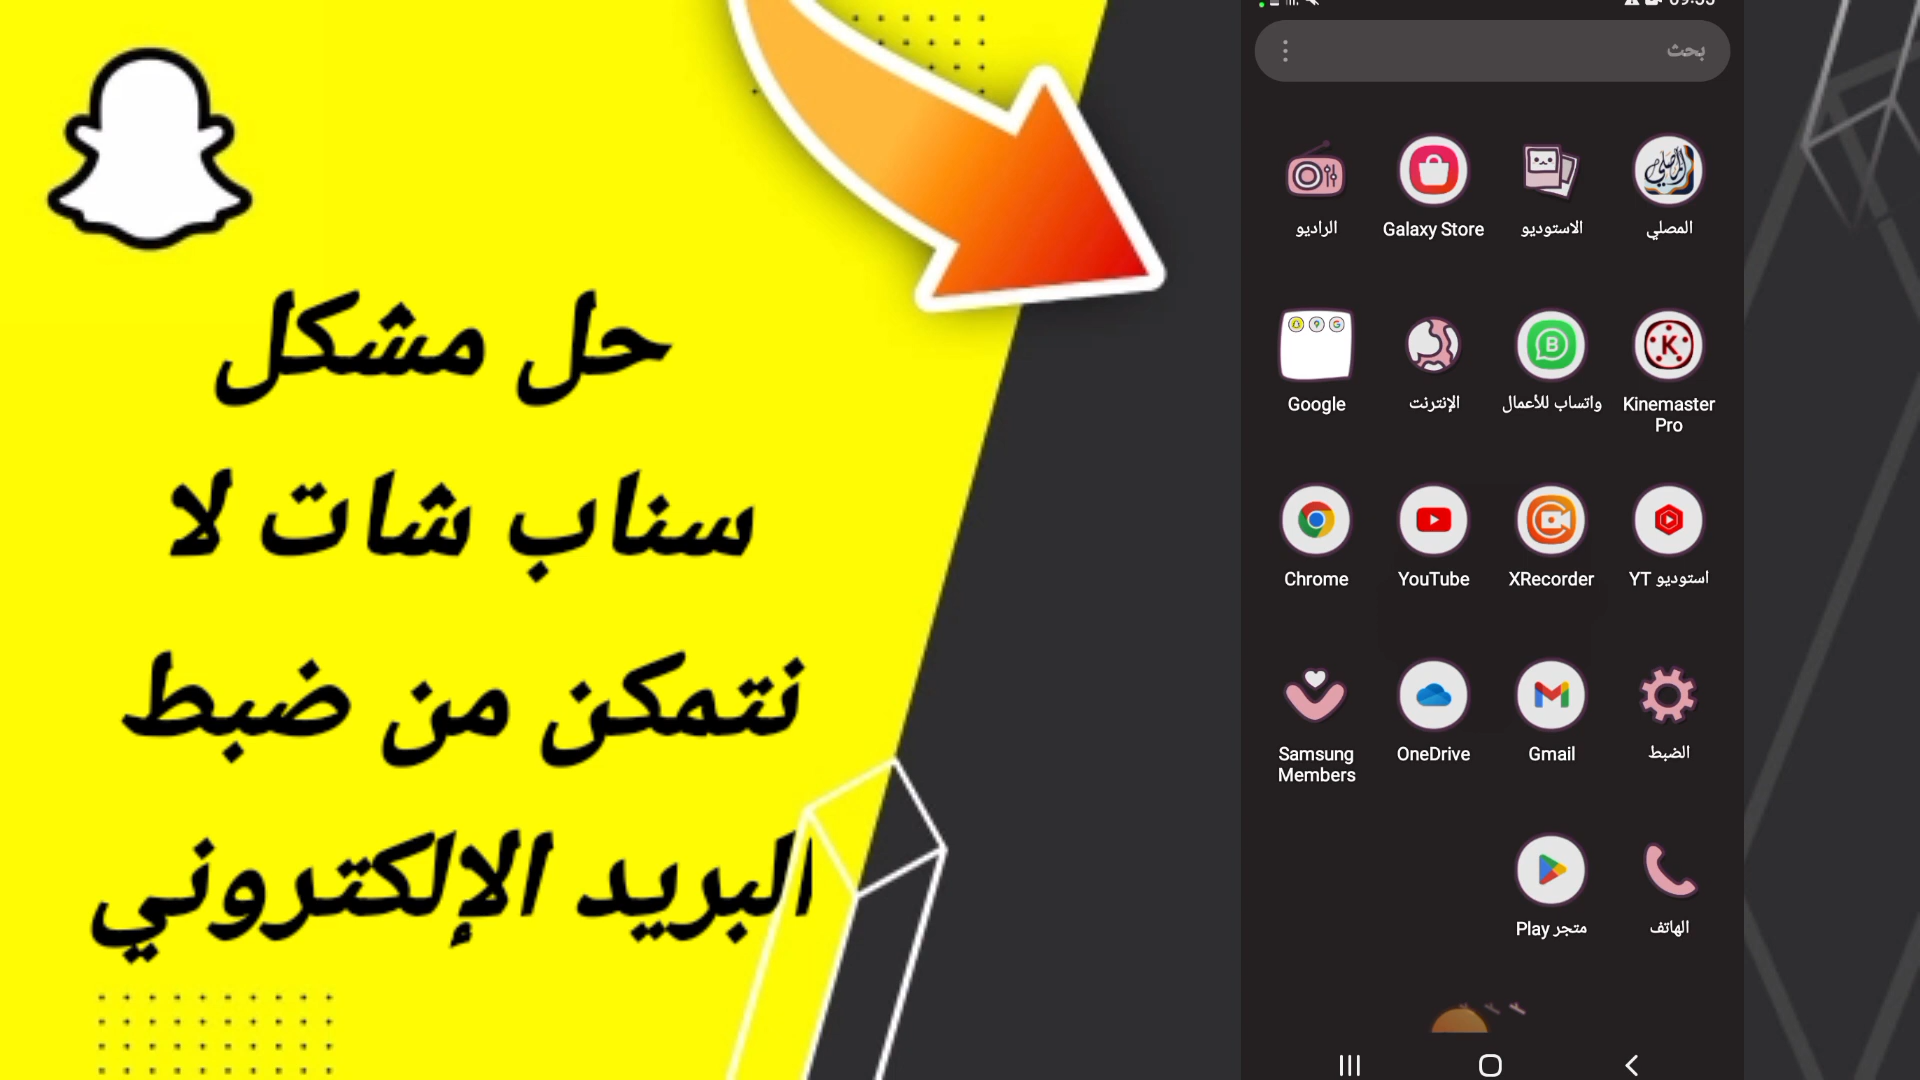 حل مشكل
سناب شات لا
نتمكن من ضبط
البريد الإلكتروني
بحث
المصلي
الاستوديو
Galaxy Store
الراديو
Kinemaster
Pro
واتساب للأعمال
الإنترنت
Google
استوديو YT
XRecorder
YouTube
Chrome
الضبط
Gmail
OneDrive
Samsung
Members
الهاتف
متجر Play